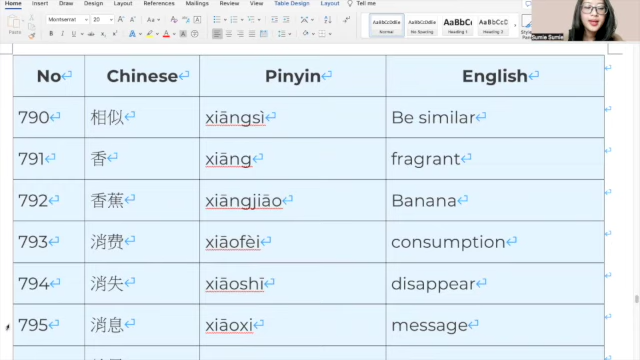 Home Insert Draw Design Layout References Mailings Review View Table Design Layout Tell me
Montserrat 20
AaBbCcDdEe AaBbCcDdEe AaBbC AaBbCcDc
Normal No Spacing Heading 1 Heading 2
Paste
Sumie Sumie
No Chinese Pinyin English
790 相似 xiāngsì Be similar
791 香 xiāng fragrant
792 香蕉 xiāngjiāo Banana
793 消费 xiāofèi consumption
794 消失 xiāoshī disappear
795 消息 xiāoxi message